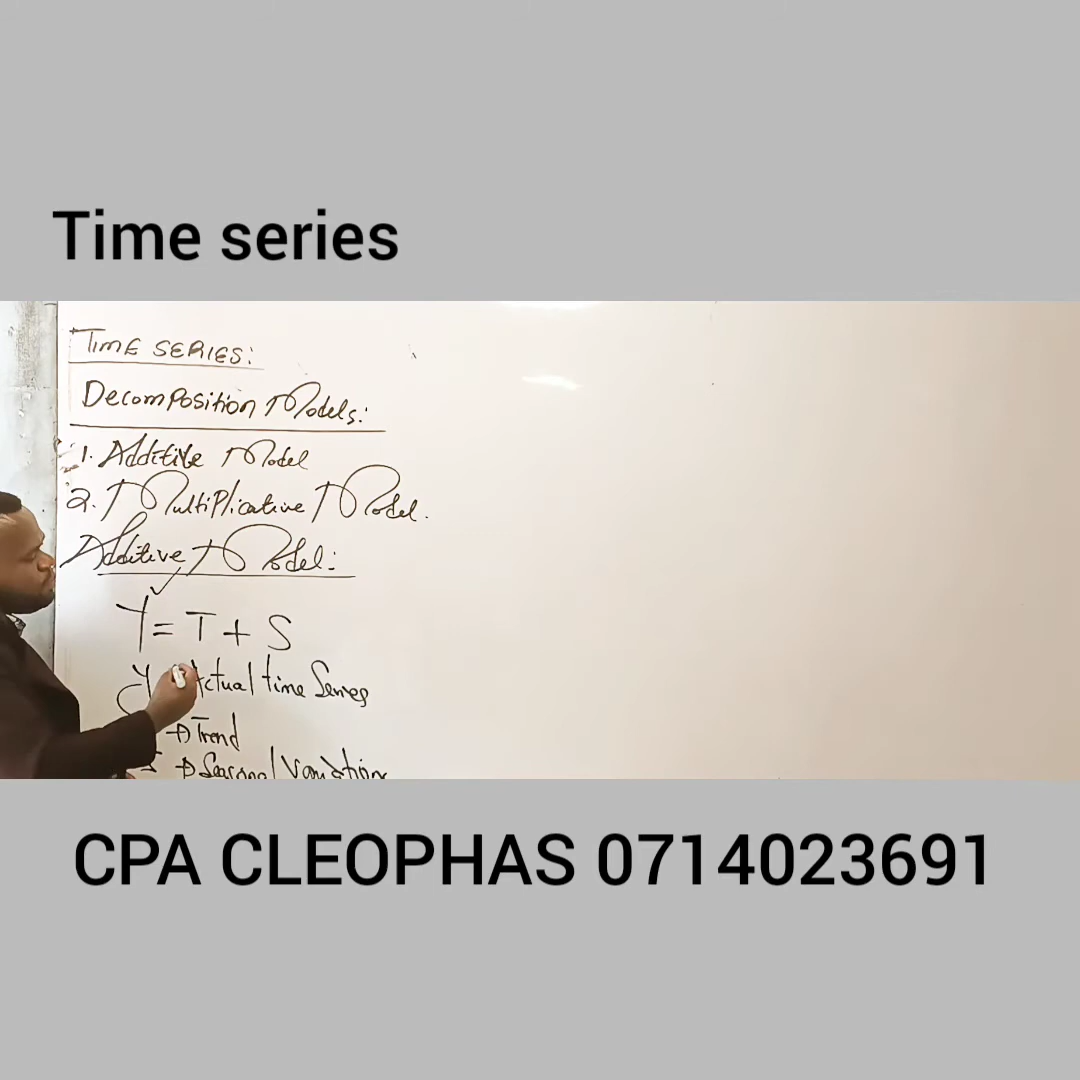 Time series
TIME SERIES:
Decomposition Models:
1. Additive Model
2. Multiplicative Model.
Additive Model:
Y = T + S
Y Actual time Series
→ Trend
S → Seasonal Variation
CPA CLEOPHAS 0714023691